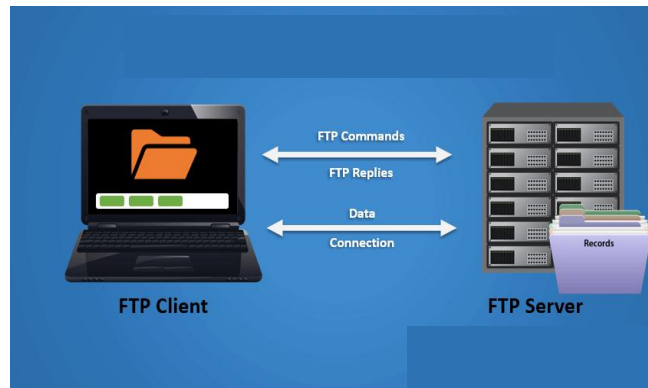 FTP Commands
FTP Replies
Data
Connection
Records
FTP Client
FTP Server